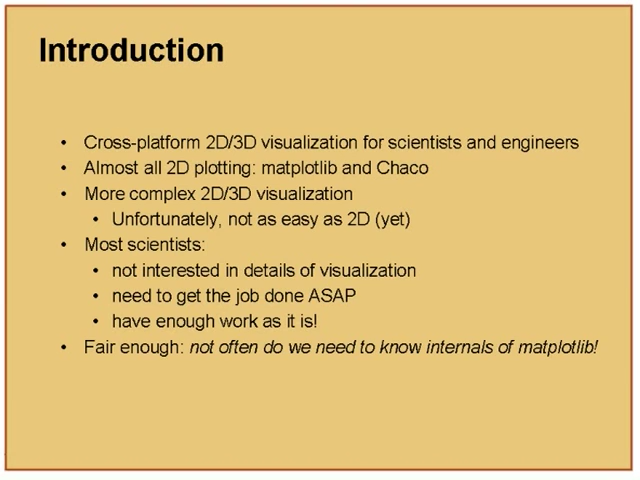 Introduction
• Cross-platform 2D/3D visualization for scientists and engineers
• Almost all 2D plotting: matplotlib and Chaco
• More complex 2D/3D visualization
• Unfortunately, not as easy as 2D (yet)
• Most scientists:
• not interested in details of visualization
• need to get the job done ASAP
• have enough work as it is!
• Fair enough: not often do we need to know internals of matplotlib!